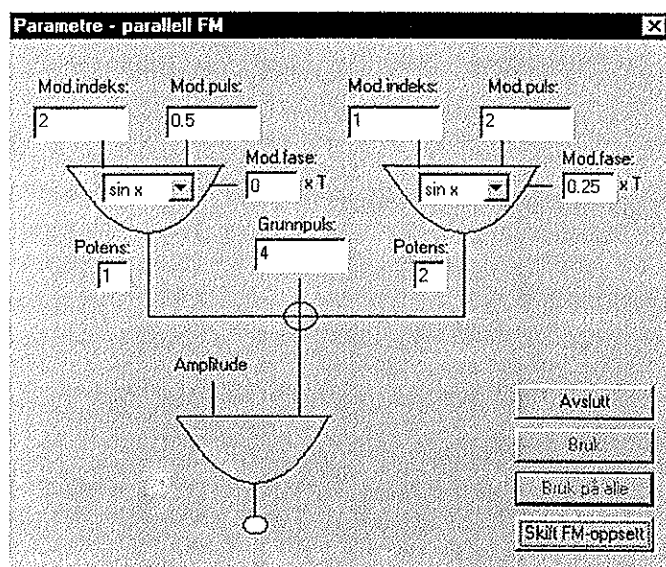 Parametre - parallell FM
Mod.indeks: Mod.puls: Mod.indeks: Mod.puls:
2 0.5 1 2
Mod.fase: Mod.fase:
sin x 0 x T sin x 0.25 x T
Grunnpuls:
Potens: 4 Potens:
1 2
Amplitude
Avslutt
Bruk
Bruk på alle
Skift FM-oppsett